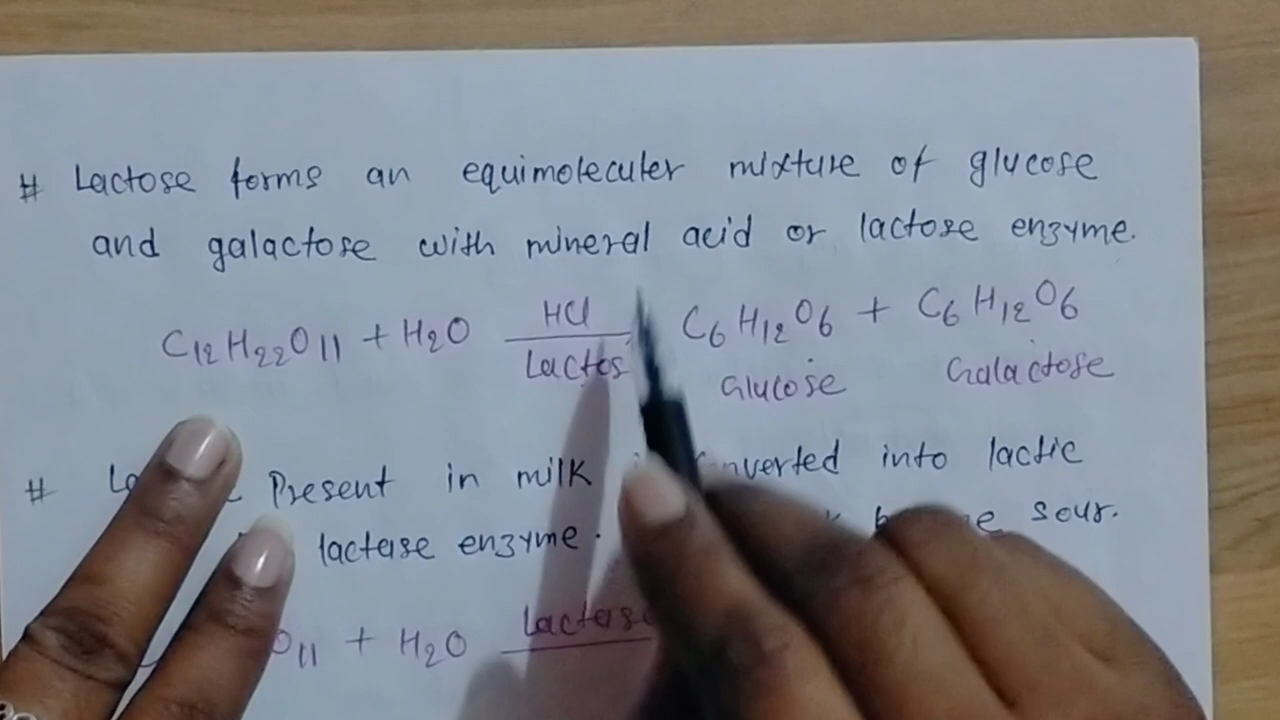 # Lactose forms an equimoleculer mixture of glucose
and galactose with mineral acid or lactose enzyme.
C12H22O11 + H2O HCl C6H12O6 + C6H12O6
Lactos Glucose Galactose
# Present in milk into lactic
lactase enzyme. sour.
O11 + H2O Lactase